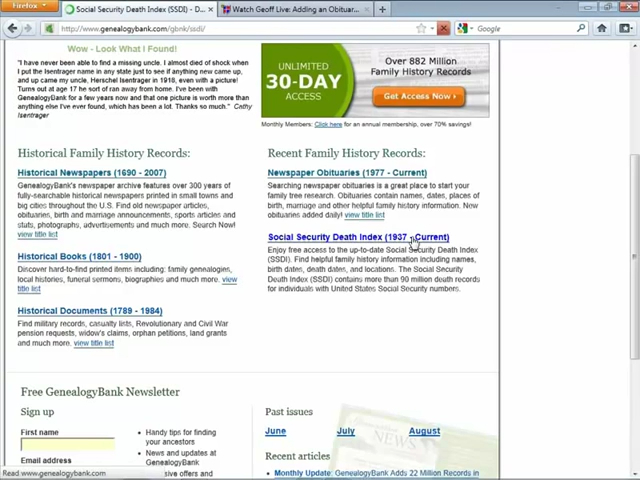 Firefox
Social Security Death Index (SSDI) - D...
Watch Geoff Live: Adding an Obituar...
www.genealogybank.com/gbnk/ssdi/
Google
Wow - Look What I Found!
"I have never been able to find a missing uncle. I almost died of shock when
I put the Isentrager name in any state just to see if anything new came up,
and up came my uncle, Herschel Isentrager in 1918, even with a picture!
Turns out at age 17 he sort of ran away from home. I've been with
GenealogyBank for a few years now and that one picture is worth more than
anything else I've ever found, which has been a lot. Thanks so much." Cathy
Isentrager
UNLIMITED
30-DAY
ACCESS
Over 882 Million
Family History Records
Get Access Now ›
Monthly Members: Click here for an annual membership, over 70% savings!
Historical Family History Records:
Historical Newspapers (1690 - 2007)
GenealogyBank's newspaper archive features over 300 years of
fully-searchable historical newspapers printed in small towns and
big cities throughout the U.S. Find old newspaper articles,
obituaries, birth and marriage announcements, sports articles and
stats, photographs, advertisements and much more. Search Now!
view title list
Historical Books (1801 - 1900)
Discover hard-to-find printed items including: family genealogies,
local histories, funeral sermons, biographies and much more. view
title list
Historical Documents (1789 - 1984)
Find military records, casualty lists, Revolutionary and Civil War
pension requests, widow's claims, orphan petitions, land grants
and much more. view title list
Recent Family History Records:
Newspaper Obituaries (1977 - Current)
Searching newspaper obituaries is a great place to start your
family tree research. Obituaries contain names, dates, places of
birth, marriage and other helpful family history information. New
obituaries added daily! view title list
Social Security Death Index (1937 - Current)
Enjoy free access to the up-to-date Social Security Death Index
(SSDI). Find helpful family history information including names,
birth dates, death dates, and locations. The Social Security
Death Index (SSDI) contains more than 90 million death records
for individuals with United States Social Security numbers.
Free GenealogyBank Newsletter
Sign up
First name
Email address
• Handy tips for finding
your ancestors
• News and updates at
GenealogyBank
offers and
Past issues
June
July
August
Recent articles
• Monthly Update: GenealogyBank Adds 22 Million Records in
Read www.genealogybank.com